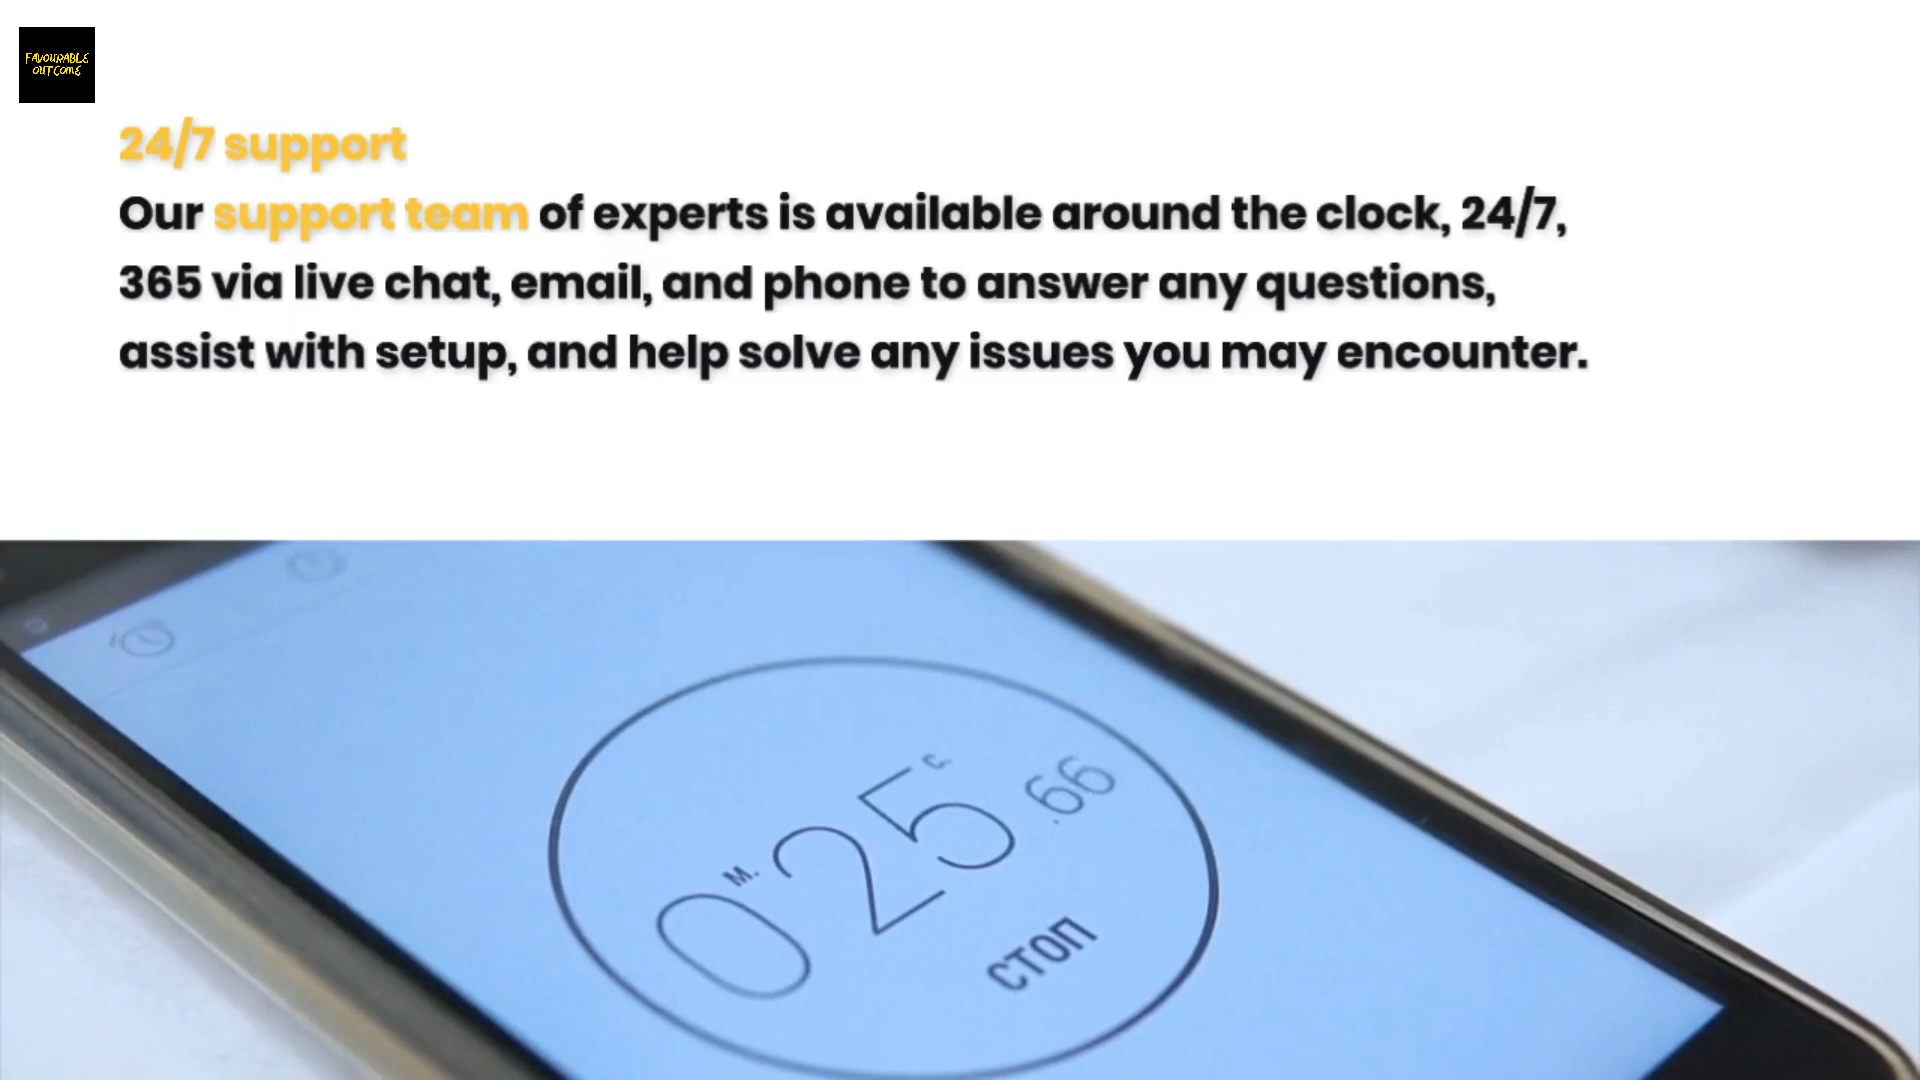 FAVOURABLE
OUTCOME
24/7 support
Our support team of experts is available around the clock, 24/7,
365 via live chat, email, and phone to answer any questions,
assist with setup, and help solve any issues you may encounter.
0 м. 25 с .66
СТОП